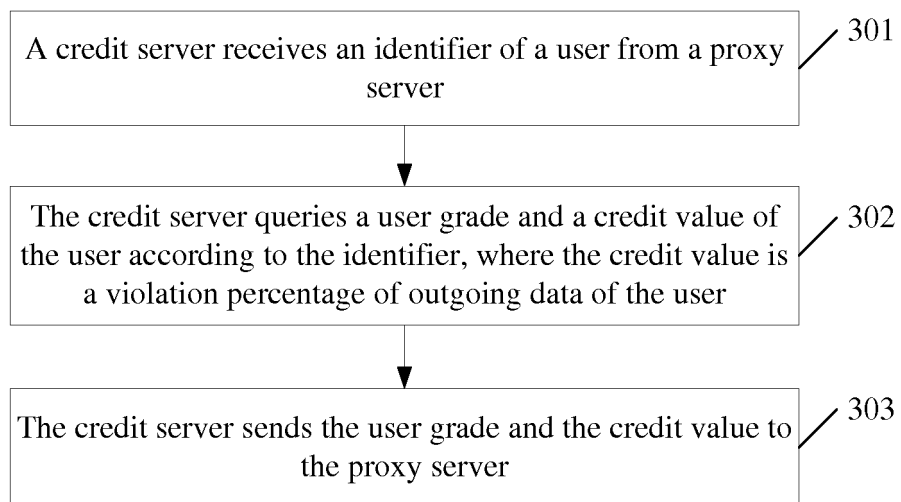 A credit server receives an identifier of a user from a proxy
server
301
The credit server queries a user grade and a credit value of
the user according to the identifier, where the credit value is
a violation percentage of outgoing data of the user
302
The credit server sends the user grade and the credit value to
the proxy server
303